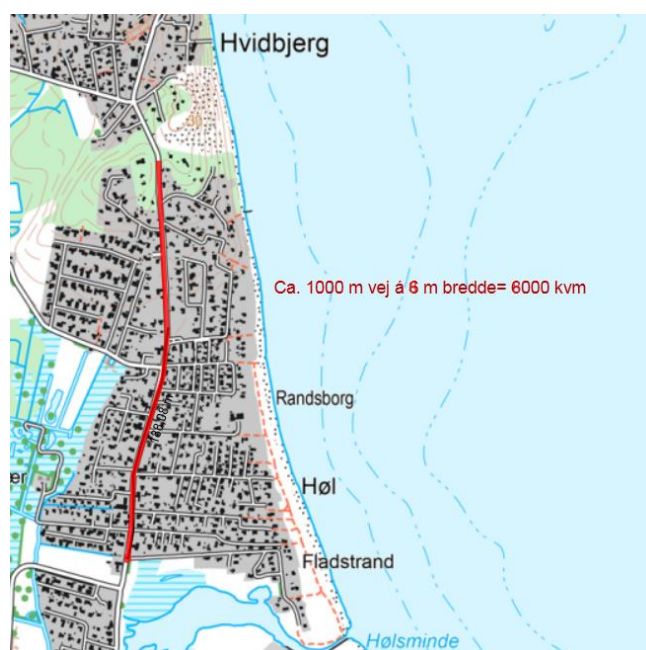 Hvidbjerg
Ca. 1000 m vej á 6 m bredde= 6000 kvm
Randsborg
Høl
Fladstrand
Hølsminde